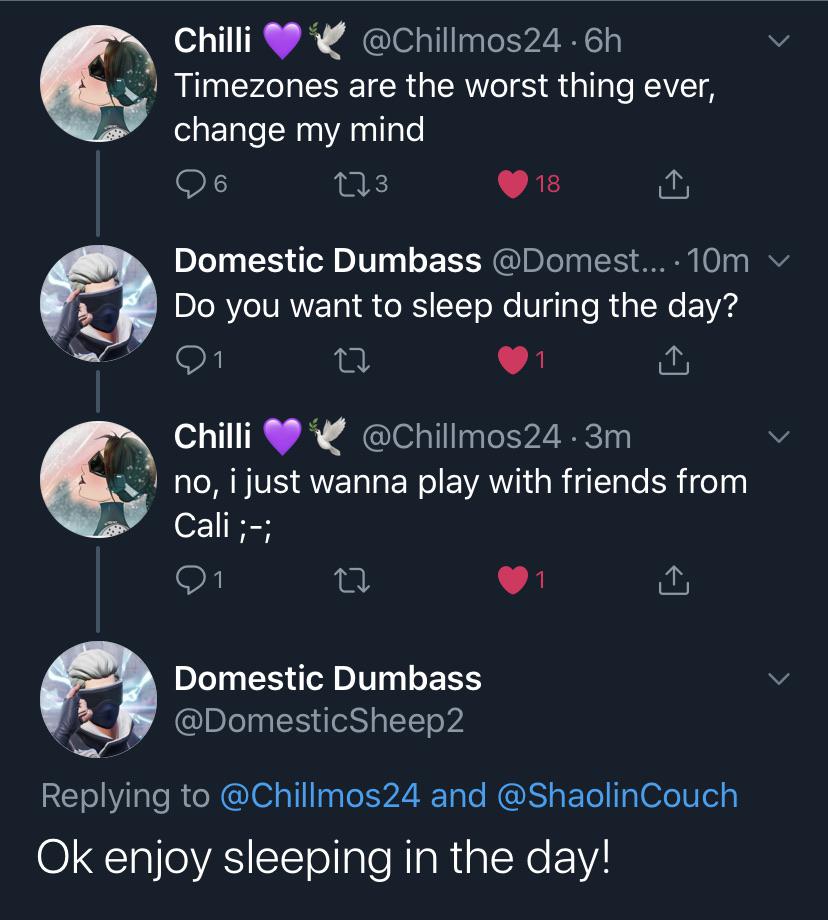 Chilli 💜🕊️ @Chillmos24 · 6h
Timezones are the worst thing ever,
change my mind
6 3 18
Domestic Dumbass @Domest... · 10m
Do you want to sleep during the day?
1 1
Chilli 💜🕊️ @Chillmos24 · 3m
no, i just wanna play with friends from
Cali ;-;
1 1
Domestic Dumbass
@DomesticSheep2
Replying to @Chillmos24 and @ShaolinCouch
Ok enjoy sleeping in the day!